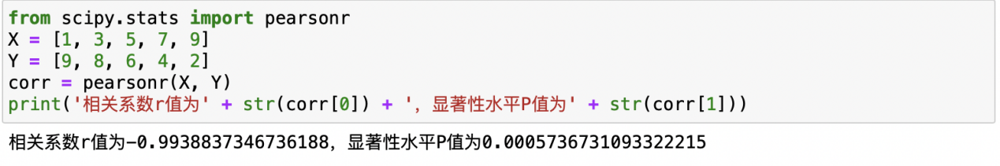 from scipy.stats import pearsonr
X = [1, 3, 5, 7, 9]
Y = [9, 8, 6, 4, 2]
corr = pearsonr(X, Y)
print('相关系数r值为' + str(corr[0]) + '，显著性水平P值为' + str(corr[1]))
相关系数r值为-0.9938837346736188，显著性水平P值为0.0005736731093322215